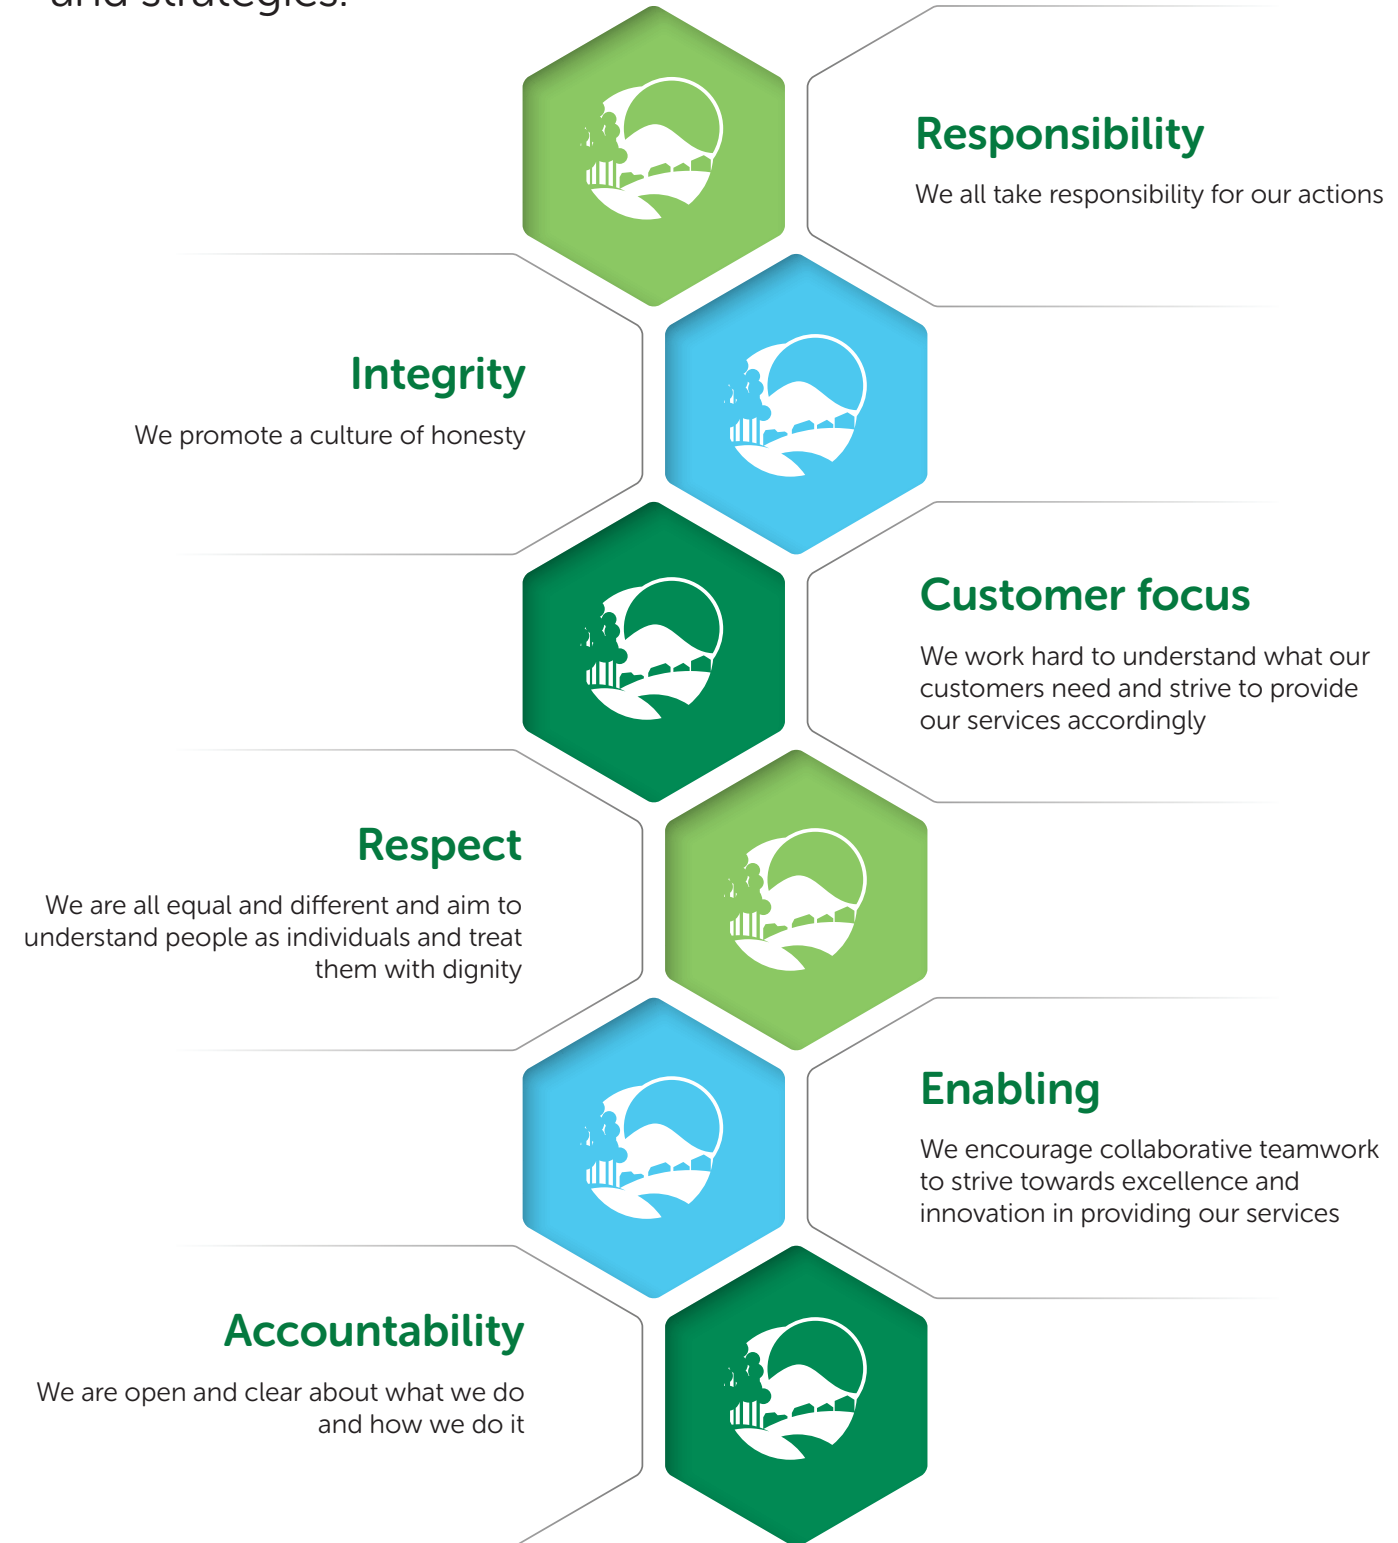 and strategies.
Responsibility
We all take responsibility for our actions
Integrity
We promote a culture of honesty
Customer focus
We work hard to understand what our
customers need and strive to provide
our services accordingly
Respect
We are all equal and different and aim to
understand people as individuals and treat
them with dignity
Enabling
We encourage collaborative teamwork
to strive towards excellence and
innovation in providing our services
Accountability
We are open and clear about what we do
and how we do it